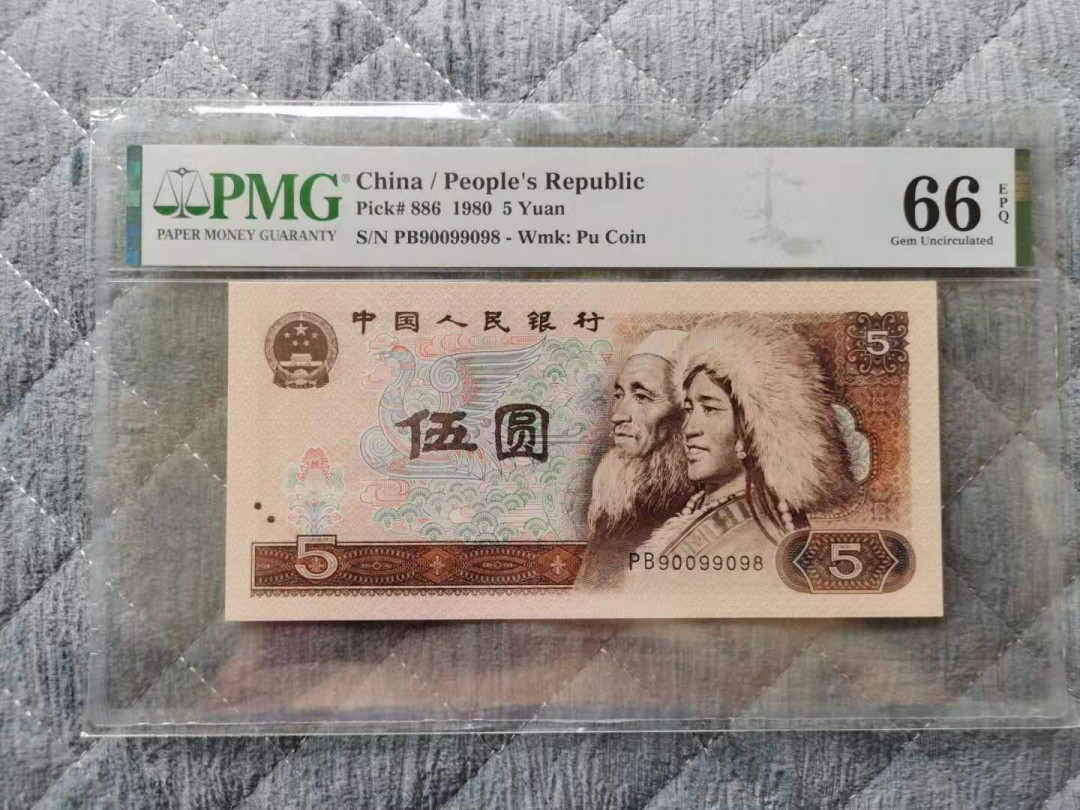 PMG®
PAPER MONEY GUARANTY
China / People's Republic
Pick# 886 1980 5 Yuan
S/N PB90099098 - Wmk: Pu Coin
66
EPQ
Gem Uncirculated
中国人民银行
5
伍圆
5
PB90099098
5